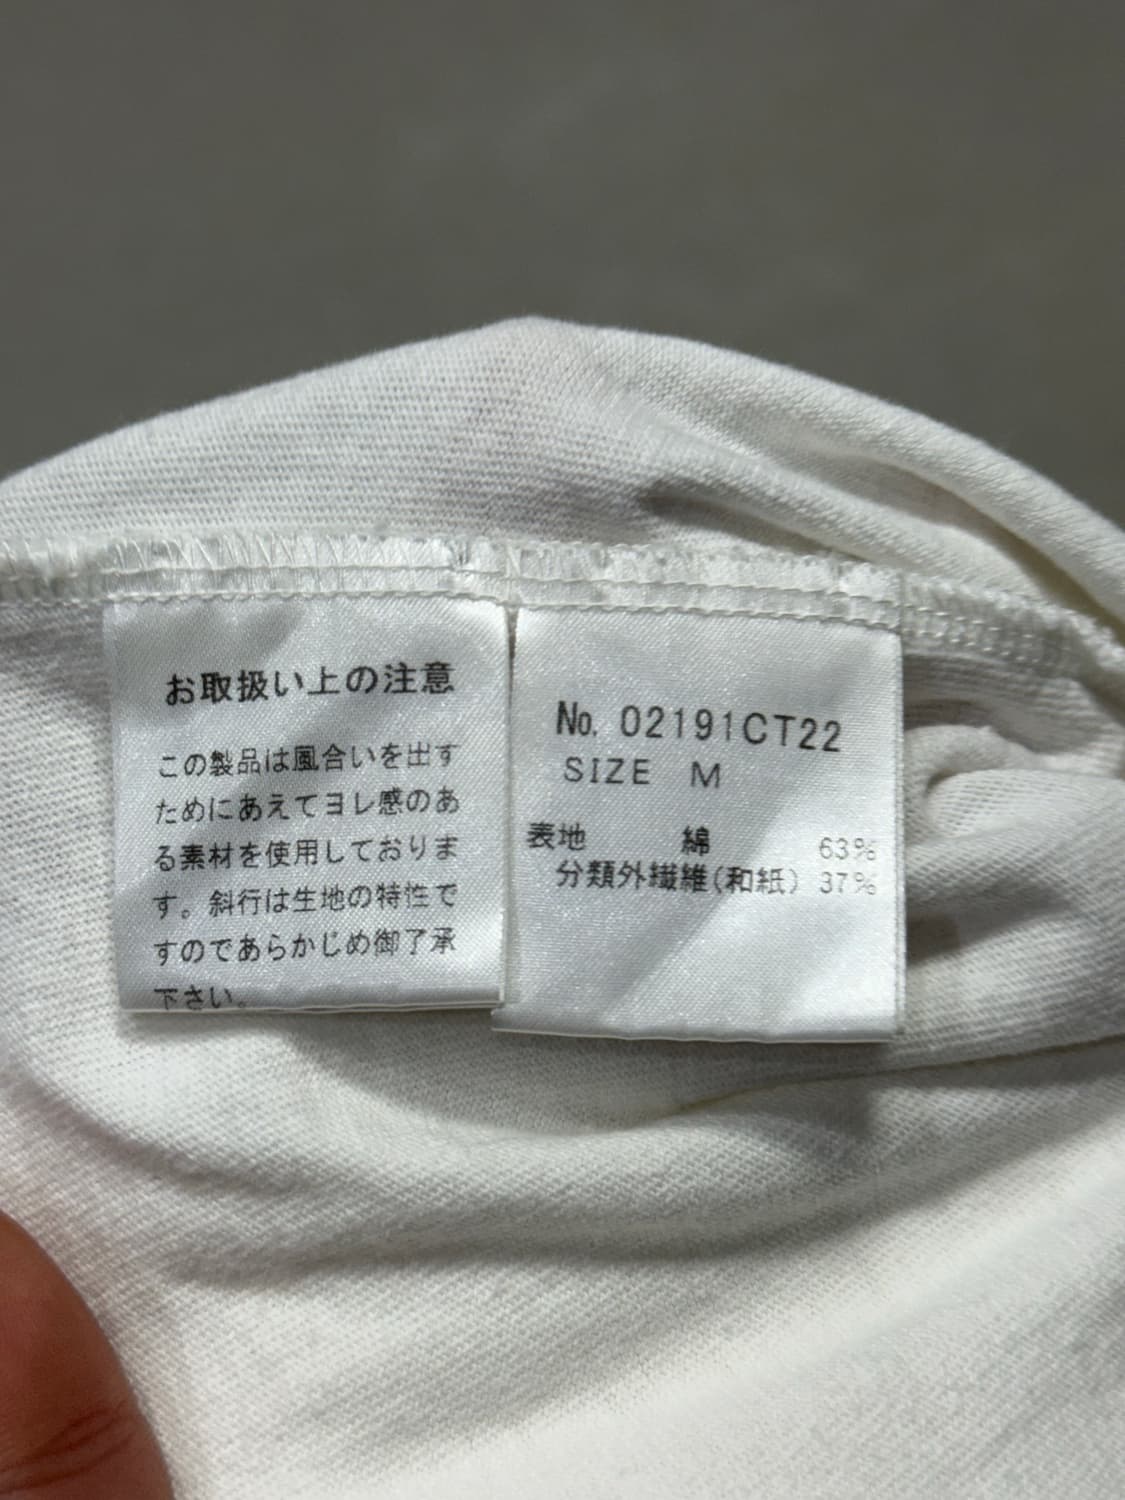 お取扱い上の注意
この製品は風合いを出す
ためにあえてヨレ感のあ
る素材を使用しておりま
す。斜行は生地の特性で
すのであらかじめ御了承
下さい。
No. 02191CT22
SIZE M
表地 綿 63%
分類外繊維(和紙) 37%